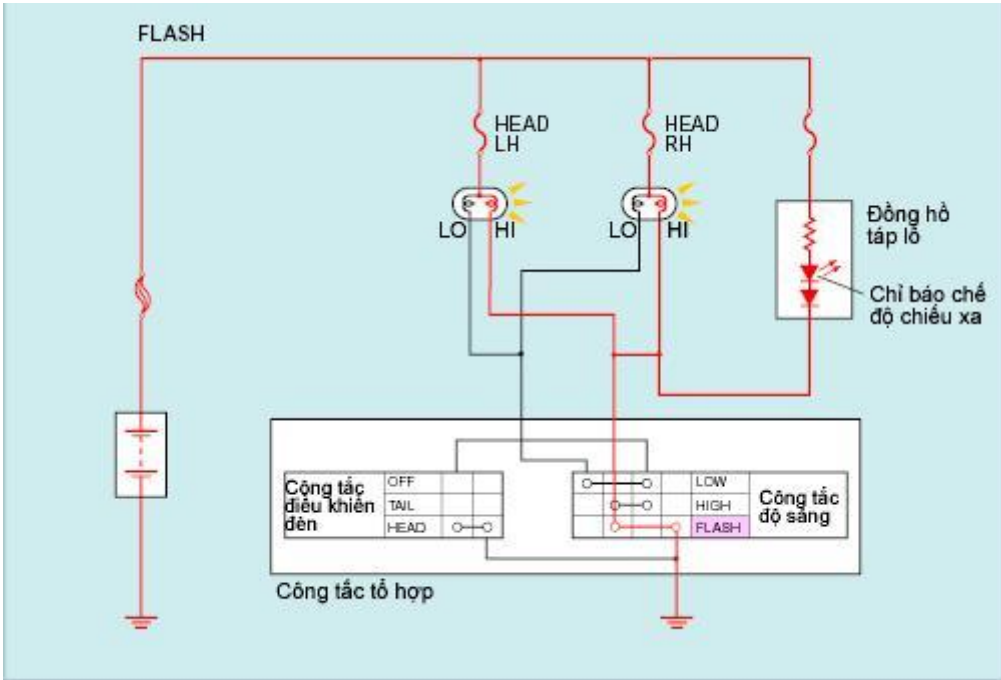 FLASH
HEAD
LH
HEAD
RH
LO HI
LO HI
Đồng hồ
táp lô
Chỉ báo chế
độ chiếu xa
Công tắc
điều khiển
đèn
OFF
TAIL
HEAD
LOW
HIGH
FLASH
Công tắc
độ sáng
Công tắc tổ hợp